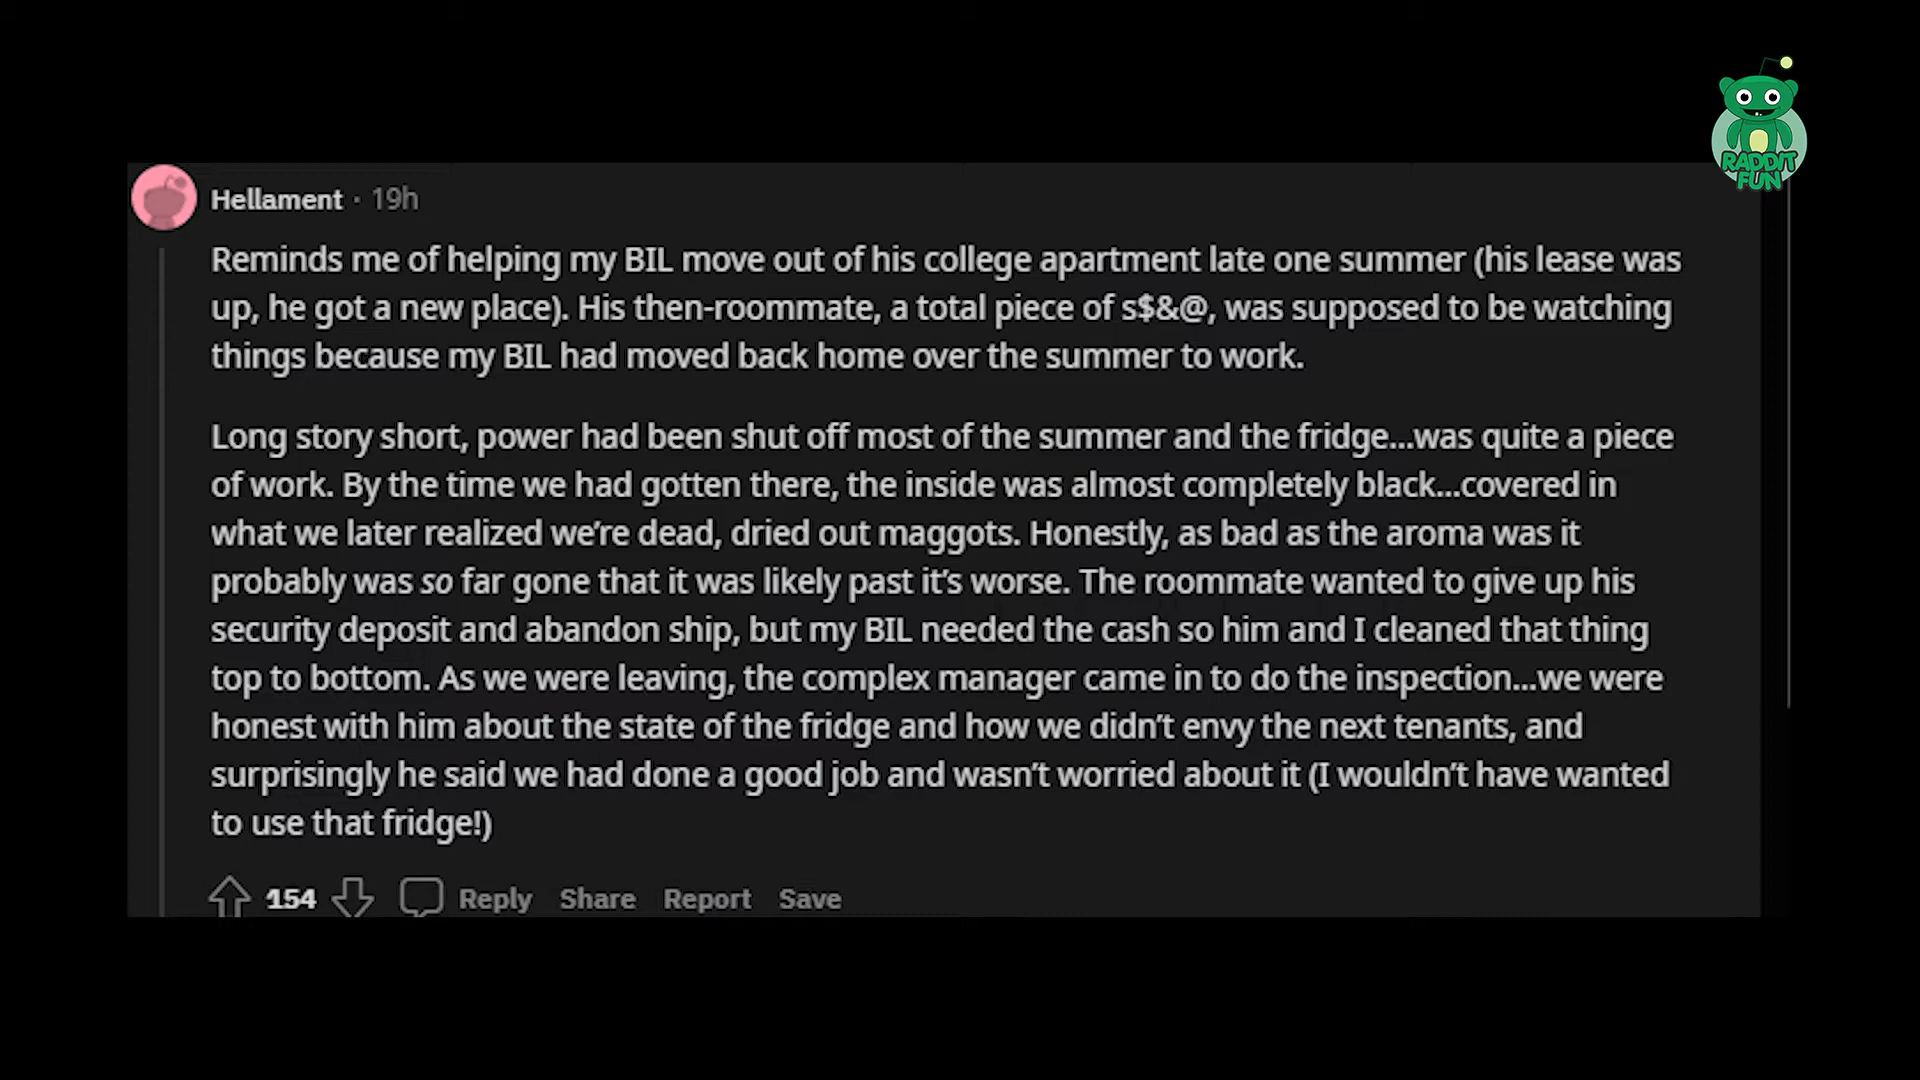 RADDIT
FUN
Hellament · 19h
Reminds me of helping my BIL move out of his college apartment late one summer (his lease was
up, he got a new place). His then-roommate, a total piece of s$&@, was supposed to be watching
things because my BIL had moved back home over the summer to work.
Long story short, power had been shut off most of the summer and the fridge...was quite a piece
of work. By the time we had gotten there, the inside was almost completely black...covered in
what we later realized we're dead, dried out maggots. Honestly, as bad as the aroma was it
probably was so far gone that it was likely past it's worse. The roommate wanted to give up his
security deposit and abandon ship, but my BIL needed the cash so him and I cleaned that thing
top to bottom. As we were leaving, the complex manager came in to do the inspection...we were
honest with him about the state of the fridge and how we didn't envy the next tenants, and
surprisingly he said we had done a good job and wasn't worried about it (I wouldn't have wanted
to use that fridge!)
154 Reply Share Report Save